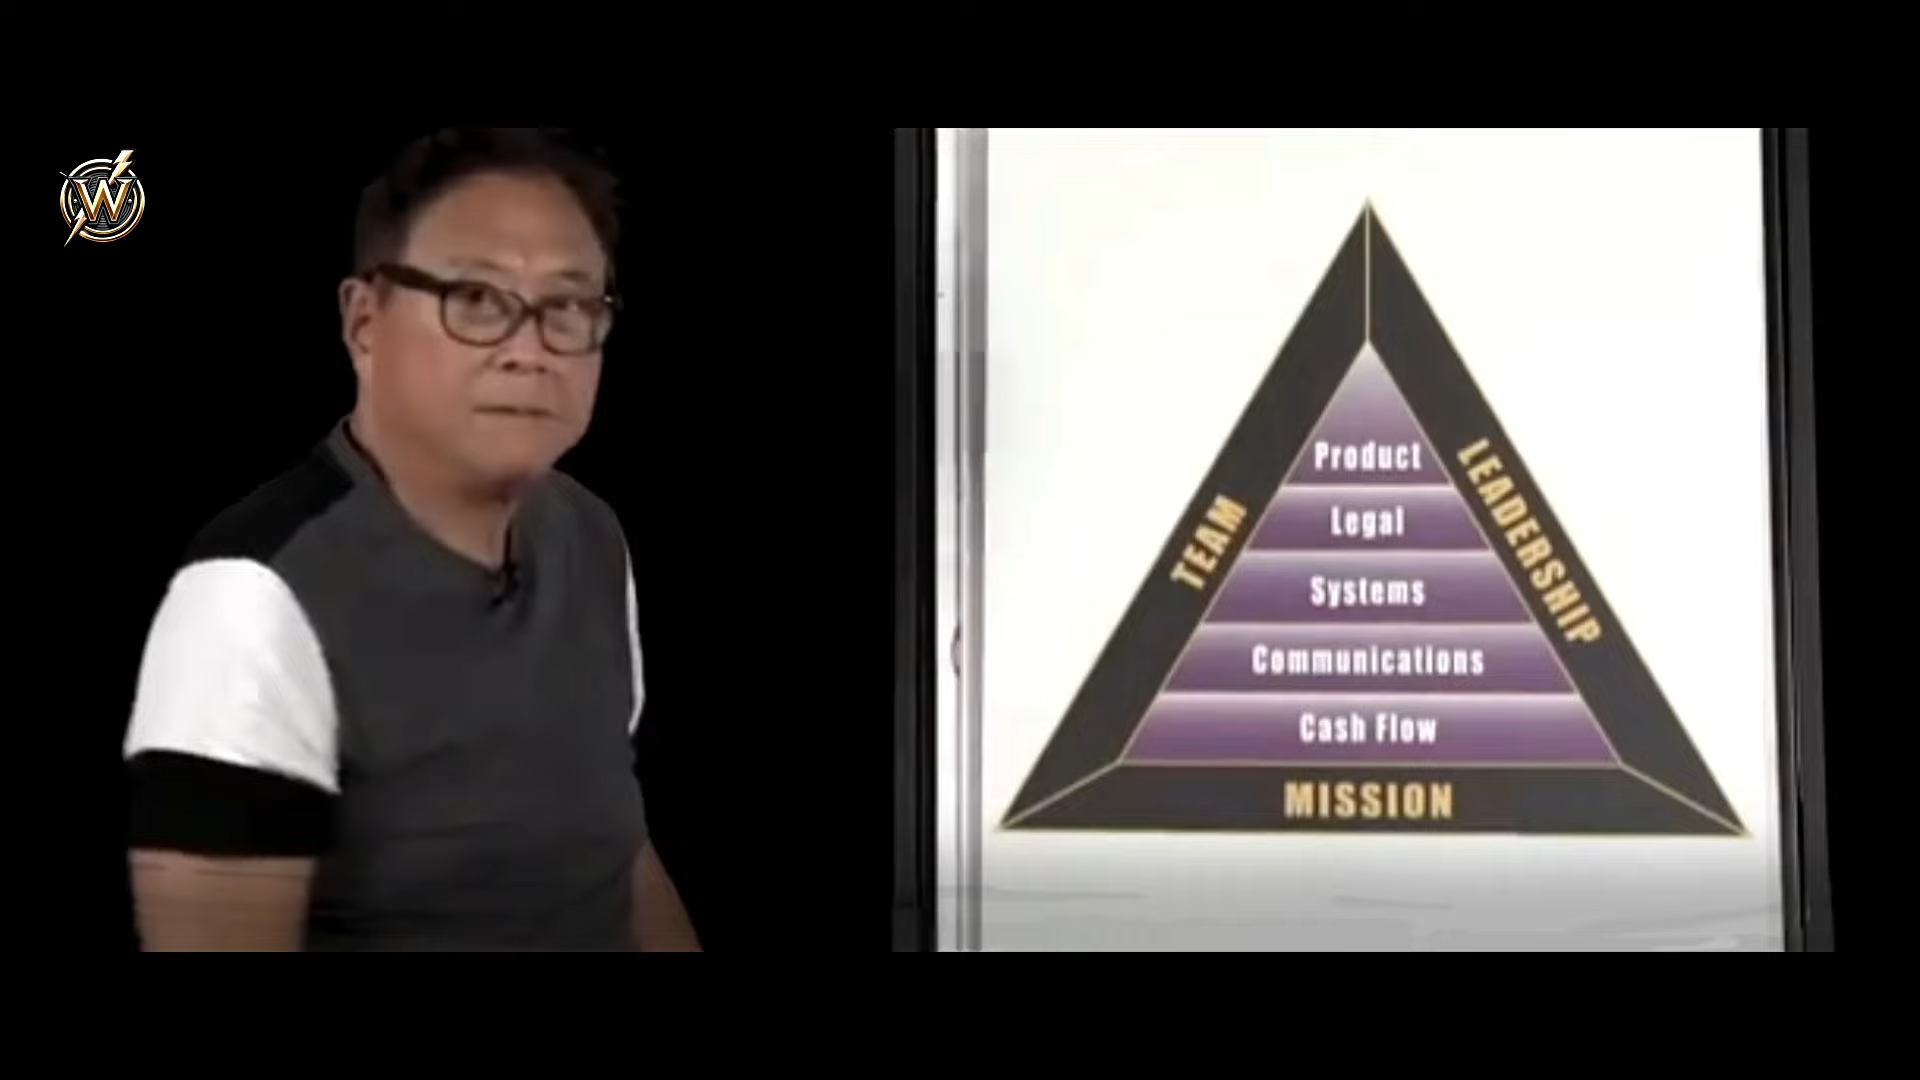 W
Product
Legal
Systems
Communications
Cash Flow
TEAM
LEADERSHIP
MISSION